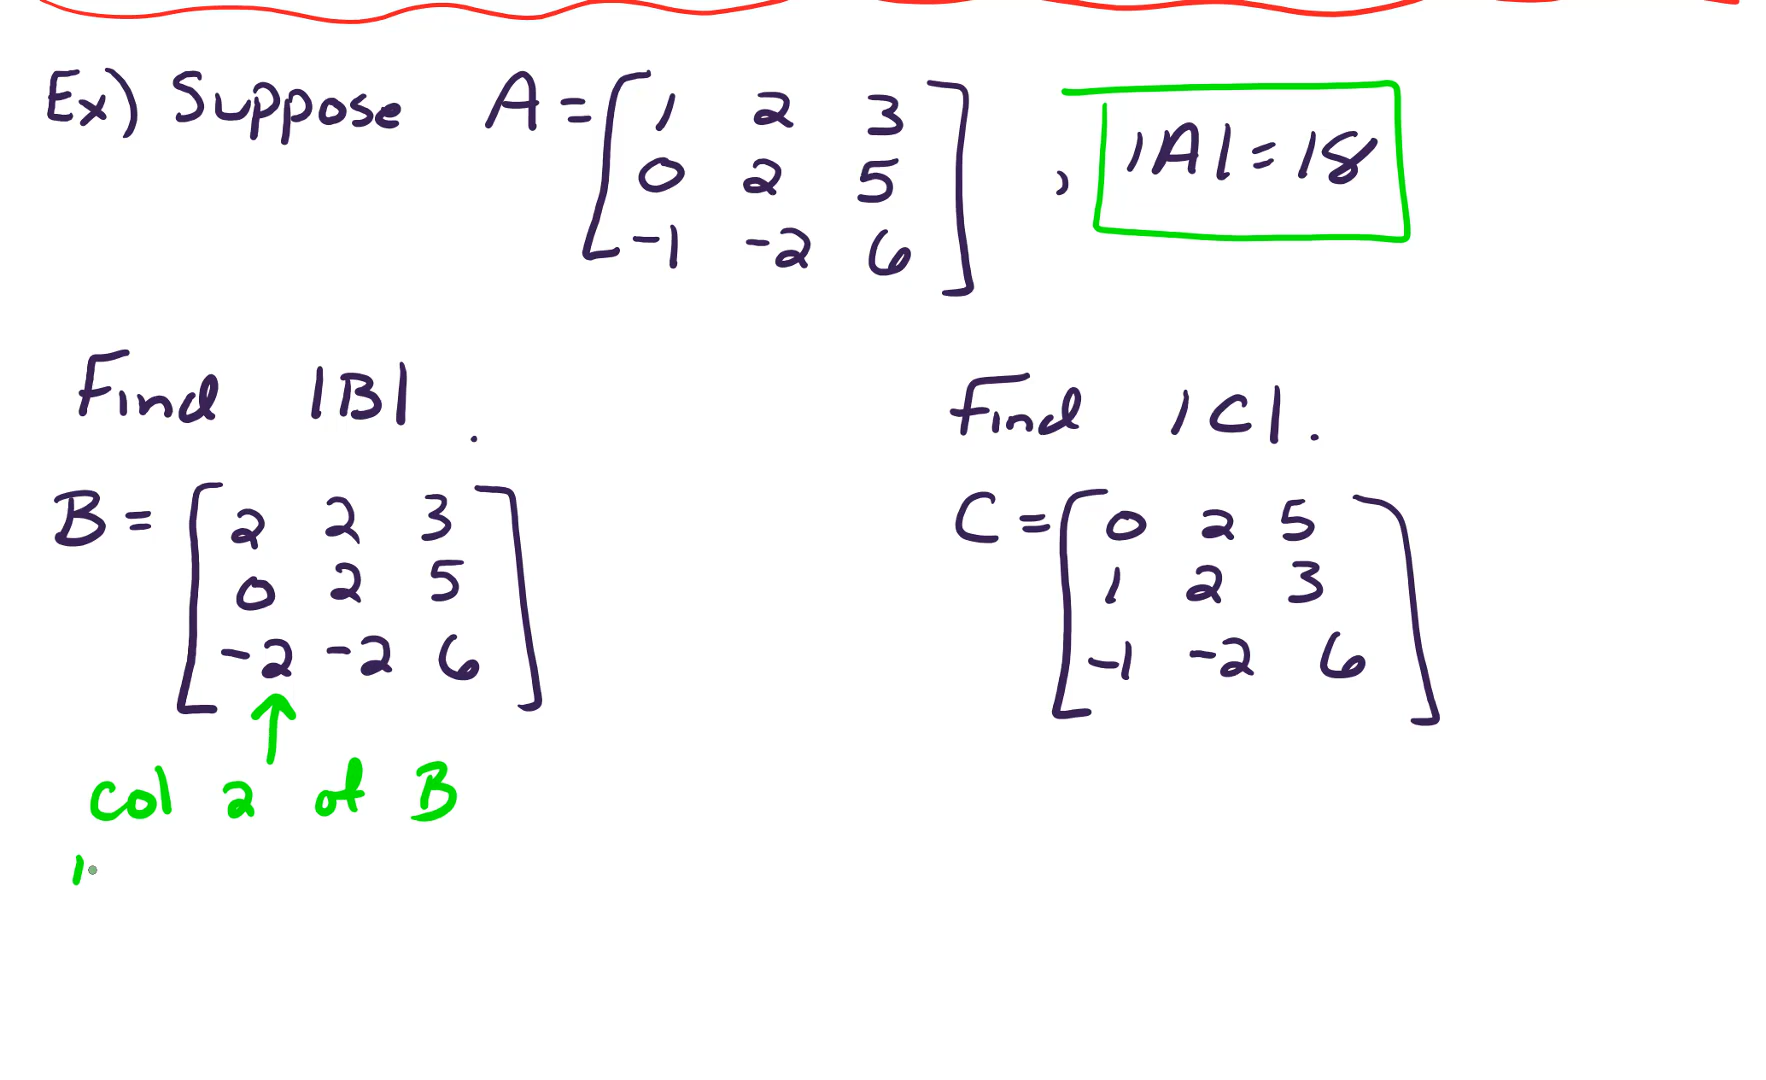 Ex) Suppose A = [ 1 2 3
0 2 5
-1 -2 6 ] , |A| = 18
Find |B| .
B = [ 2 2 3
0 2 5
-2 -2 6 ]
col 2 of B
Find |C| .
C = [ 0 2 5
1 2 3
-1 -2 6 ]